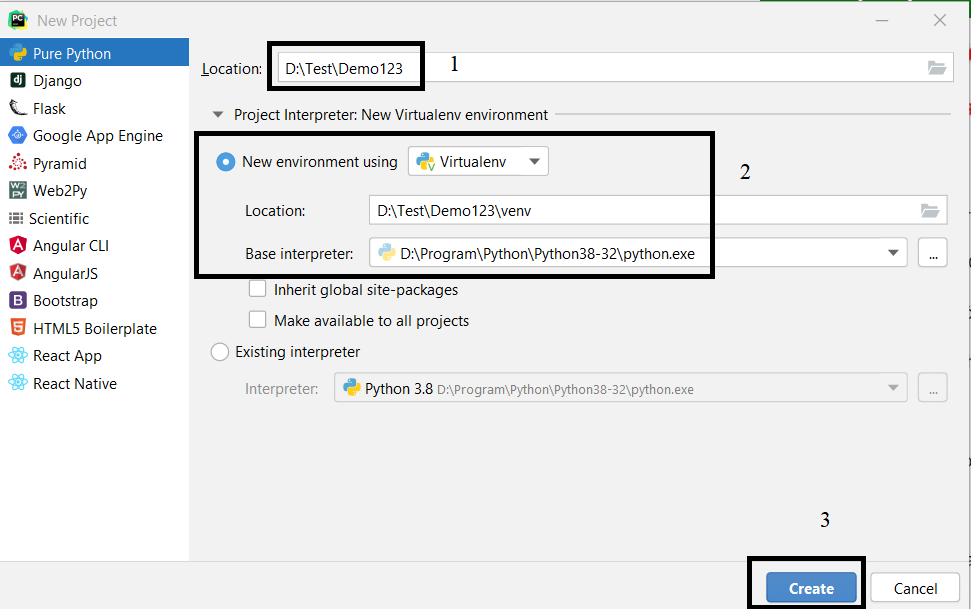 New Project
Pure Python
Django
Flask
Google App Engine
Pyramid
Web2Py
Scientific
Angular CLI
AngularJS
Bootstrap
HTML5 Boilerplate
React App
React Native
Location: D:\Test\Demo123 1
Project Interpreter: New Virtualenv environment
New environment using Virtualenv
2
Location: D:\Test\Demo123\venv
Base interpreter: D:\Program\Python\Python38-32\python.exe ...
Inherit global site-packages
Make available to all projects
Existing interpreter
Interpreter: Python 3.8 D:\Program\Python\Python38-32\python.exe ...
3
Create Cancel